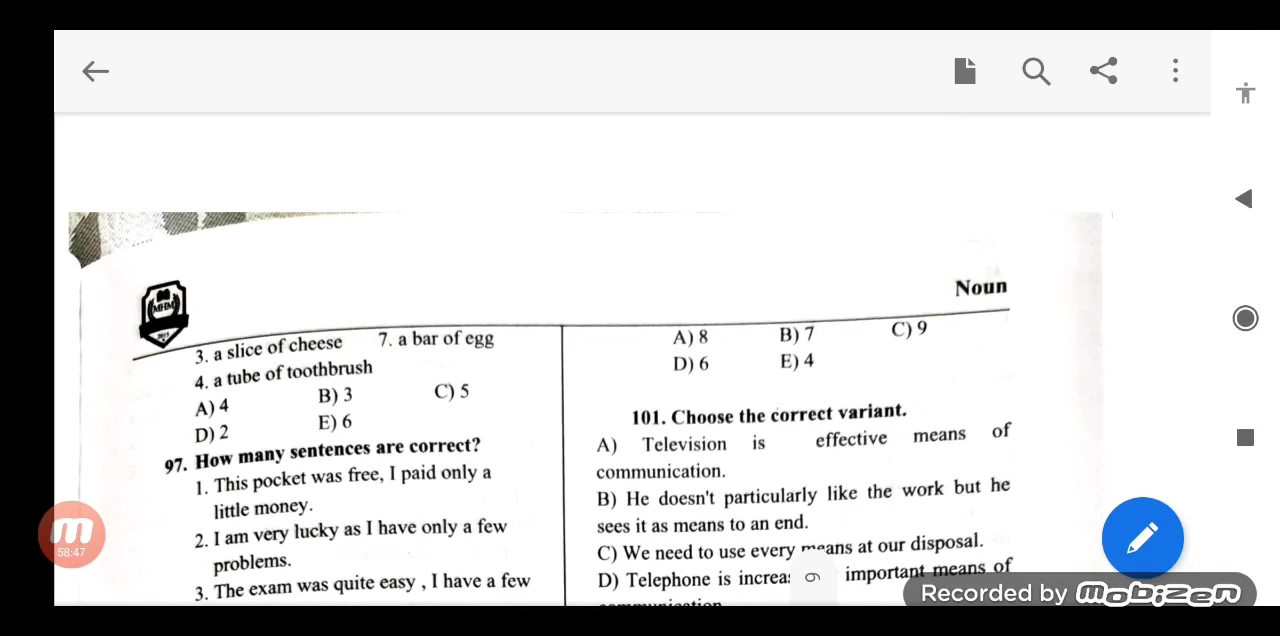 Noun
MHM
3. a slice of cheese 7. a bar of egg
4. a tube of toothbrush
A) 4 B) 3 C) 5
D) 2 E) 6
97. How many sentences are correct?
1. This pocket was free, I paid only a
little money.
2. I am very lucky as I have only a few
problems.
3. The exam was quite easy , I have a few
A) 8 B) 7 C) 9
D) 6 E) 4
101. Choose the correct variant.
A) Television is effective means of
communication.
B) He doesn't particularly like the work but he
sees it as means to an end.
C) We need to use every means at our disposal.
D) Telephone is increa important means of
communication
6
58:47
Recorded by mobizen